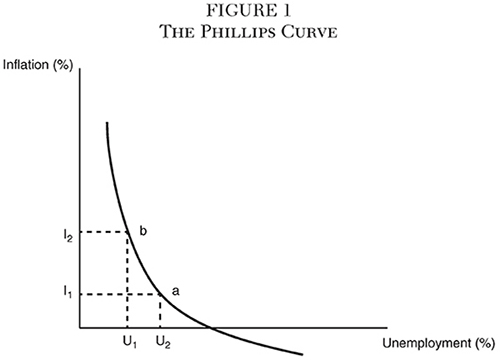 FIGURE 1
THE PHILLIPS CURVE
Inflation (%)
I2
b
I1
a
U1
U2
Unemployment (%)